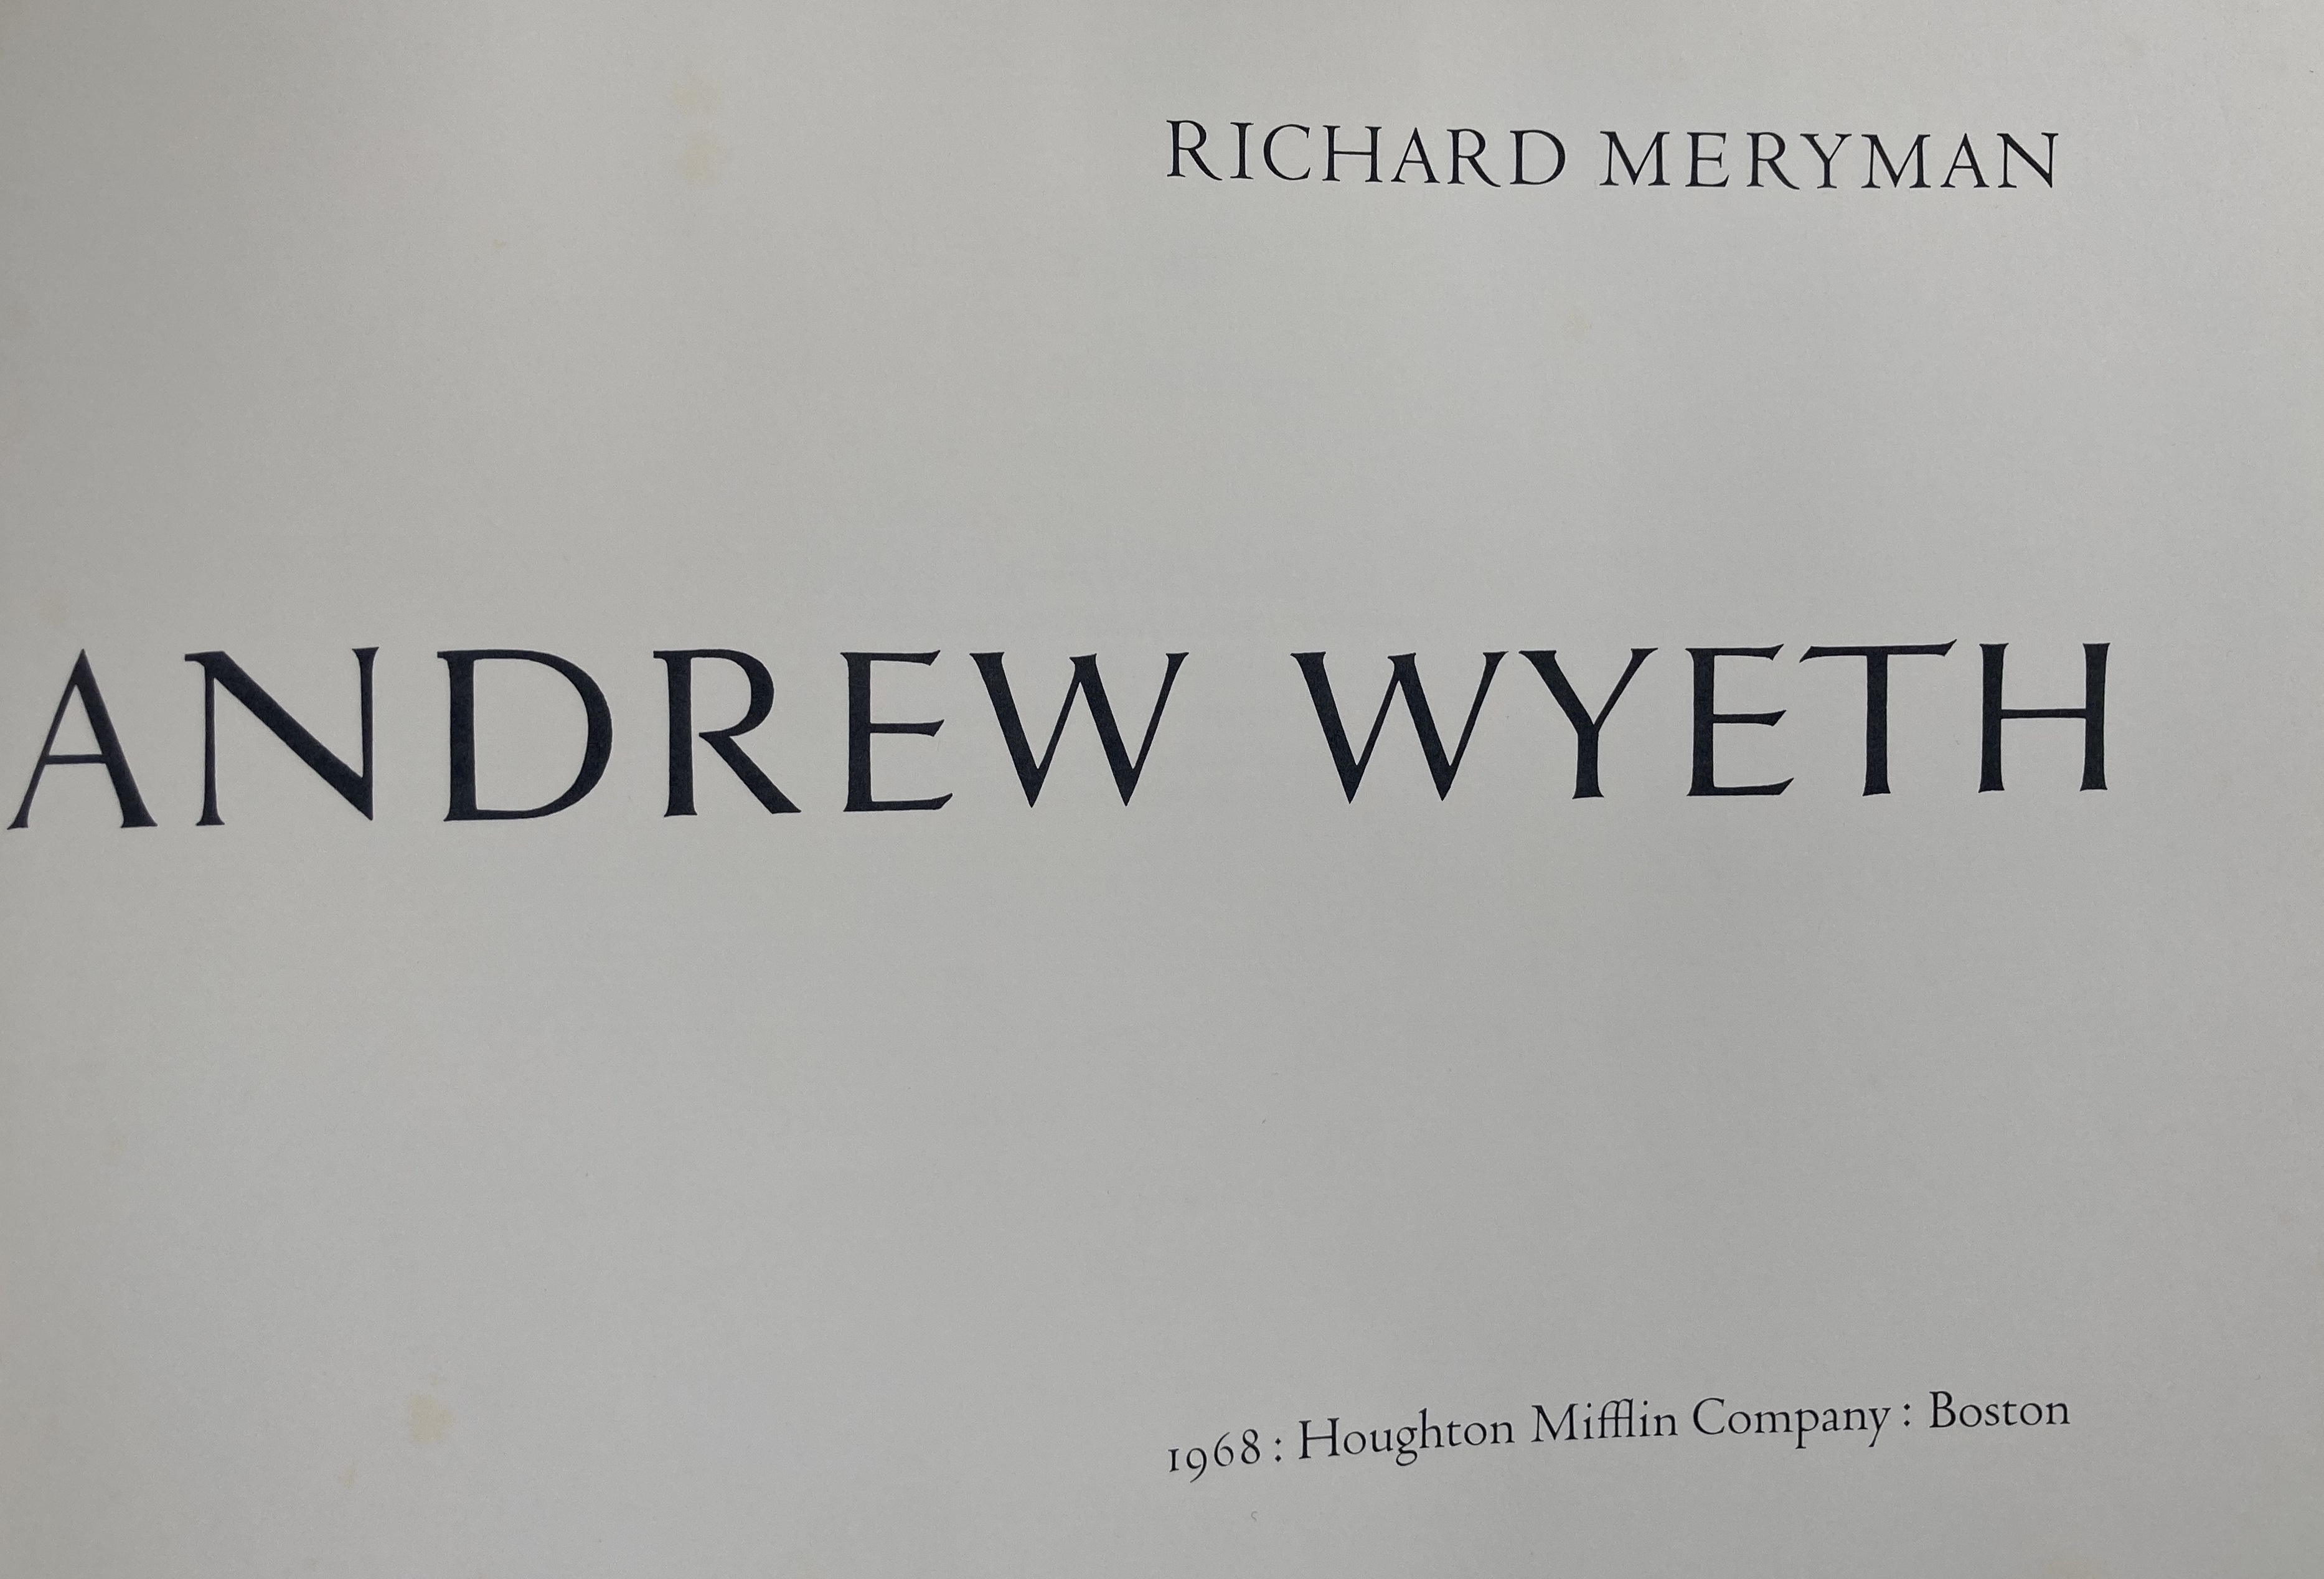 RICHARD MERYMAN
ANDREW WYETH
1968 : Houghton Mifflin Company : Boston